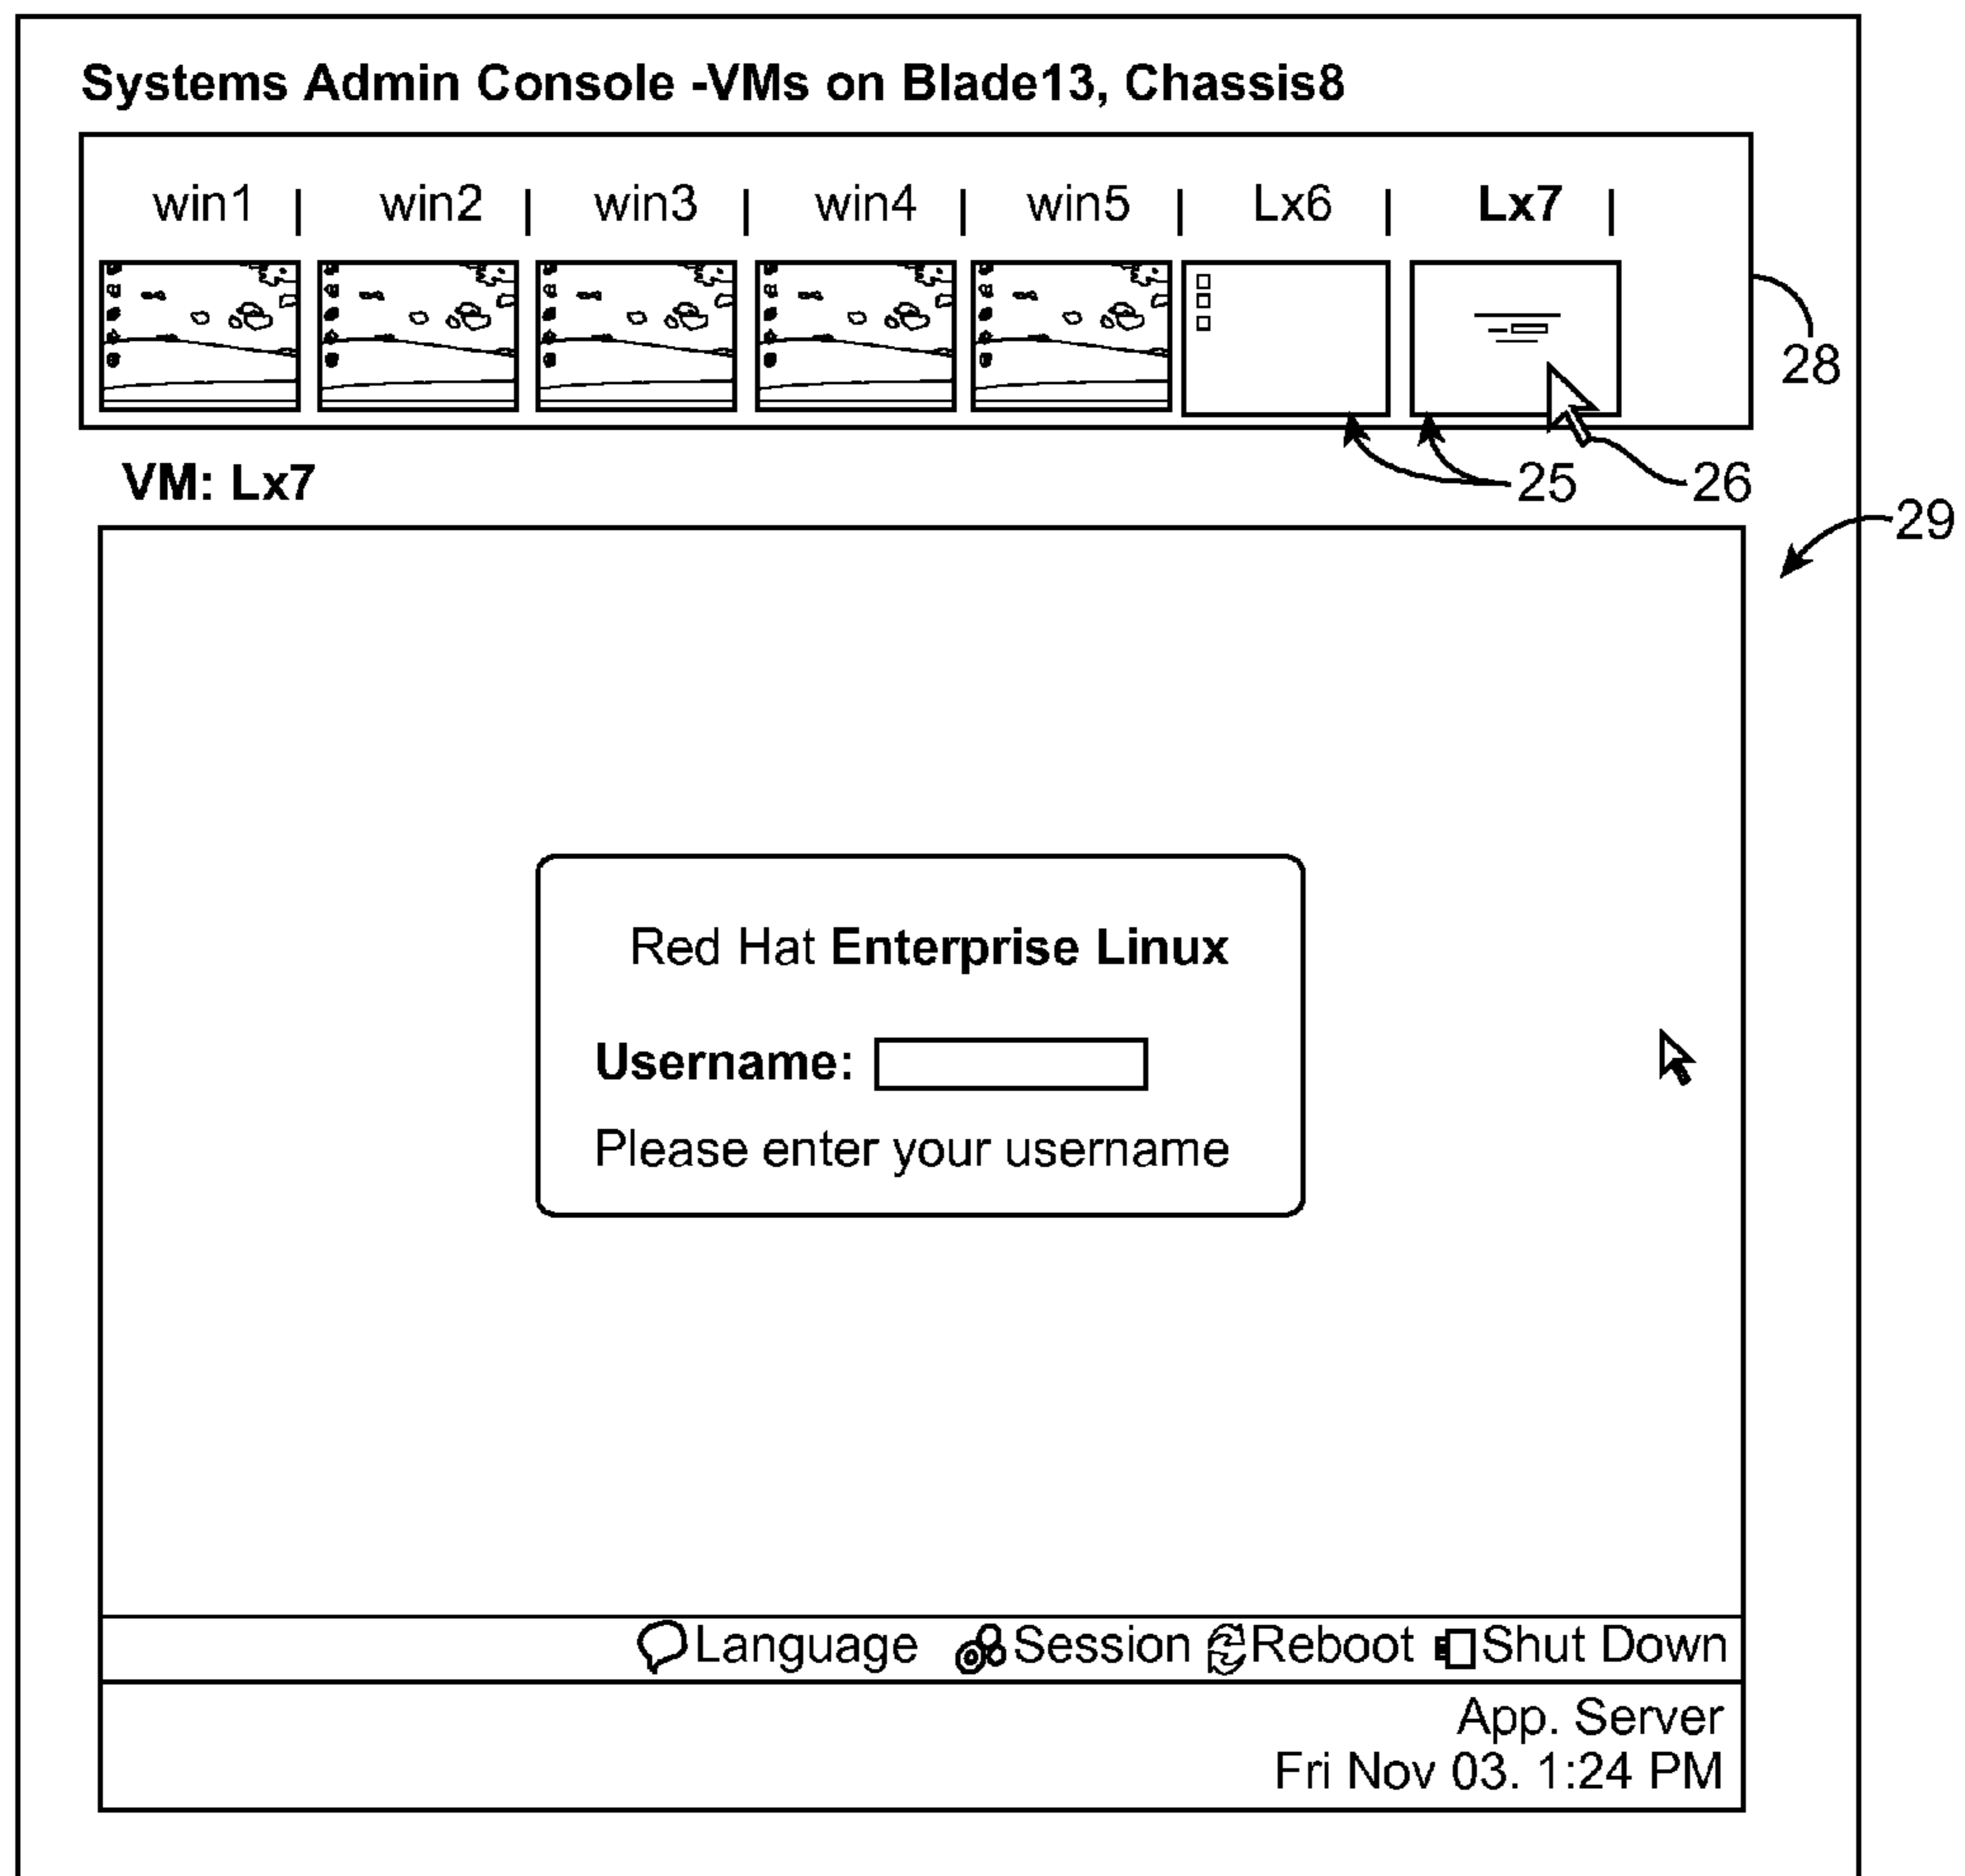 Systems Admin Console -VMs on Blade13, Chassis8
win1 | win2 | win3 | win4 | win5 | Lx6 | Lx7 |
28
VM: Lx7
25
26
29
Red Hat Enterprise Linux
Username:
Please enter your username
Language Session Reboot Shut Down
App. Server
Fri Nov 03. 1:24 PM